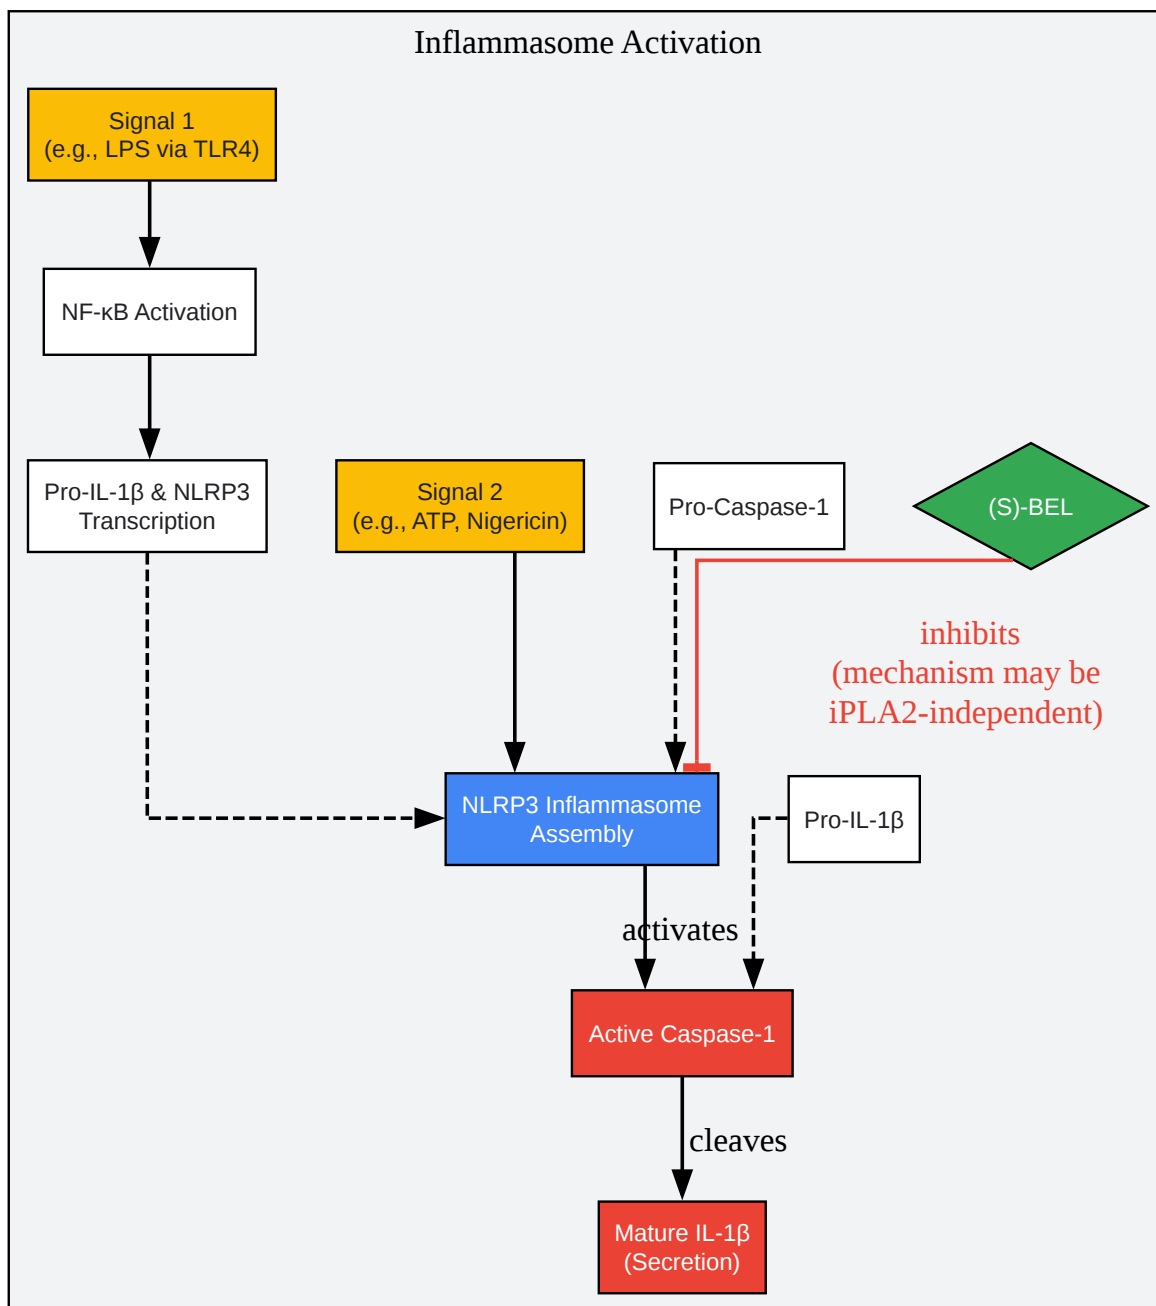 Inflammasome Activation
Signal 1
(e.g., LPS via TLR4)
NF-κB Activation
Pro-IL-1β & NLRP3
Transcription
Signal 2
(e.g., ATP, Nigericin)
Pro-Caspase-1
(S)-BEL
inhibits
(mechanism may be
iPLA2-independent)
NLRP3 Inflammasome
Assembly
Pro-IL-1β
activates
Active Caspase-1
cleaves
Mature IL-1β
(Secretion)